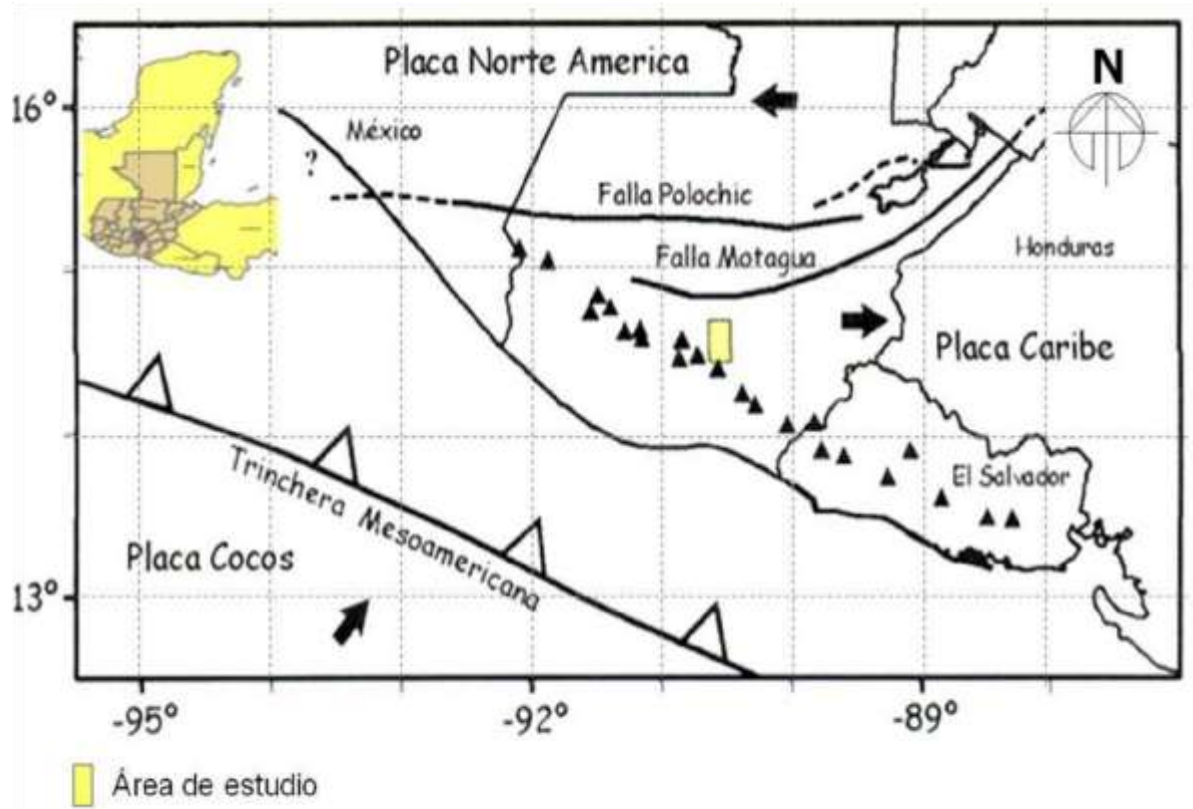 Placa Norte America
N
16°
México
?
Falla Polochic
Falla Motagua
Honduras
Placa Caribe
Trinchera Mesoamericana
El Salvador
Placa Cocos
13°
-95°
-92°
-89°
Área de estudio